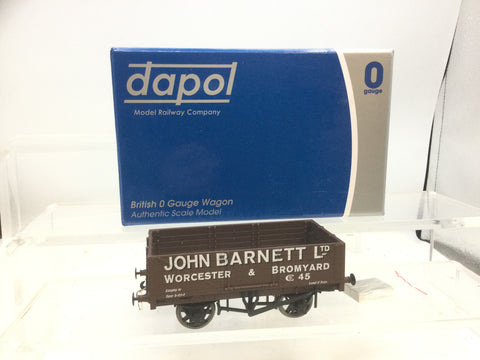 dapol
Model Railway Company
0
gauge
British 0 Gauge Wagon
Authentic Scale Model
JOHN BARNETT LTD
WORCESTER & BROMYARD
45